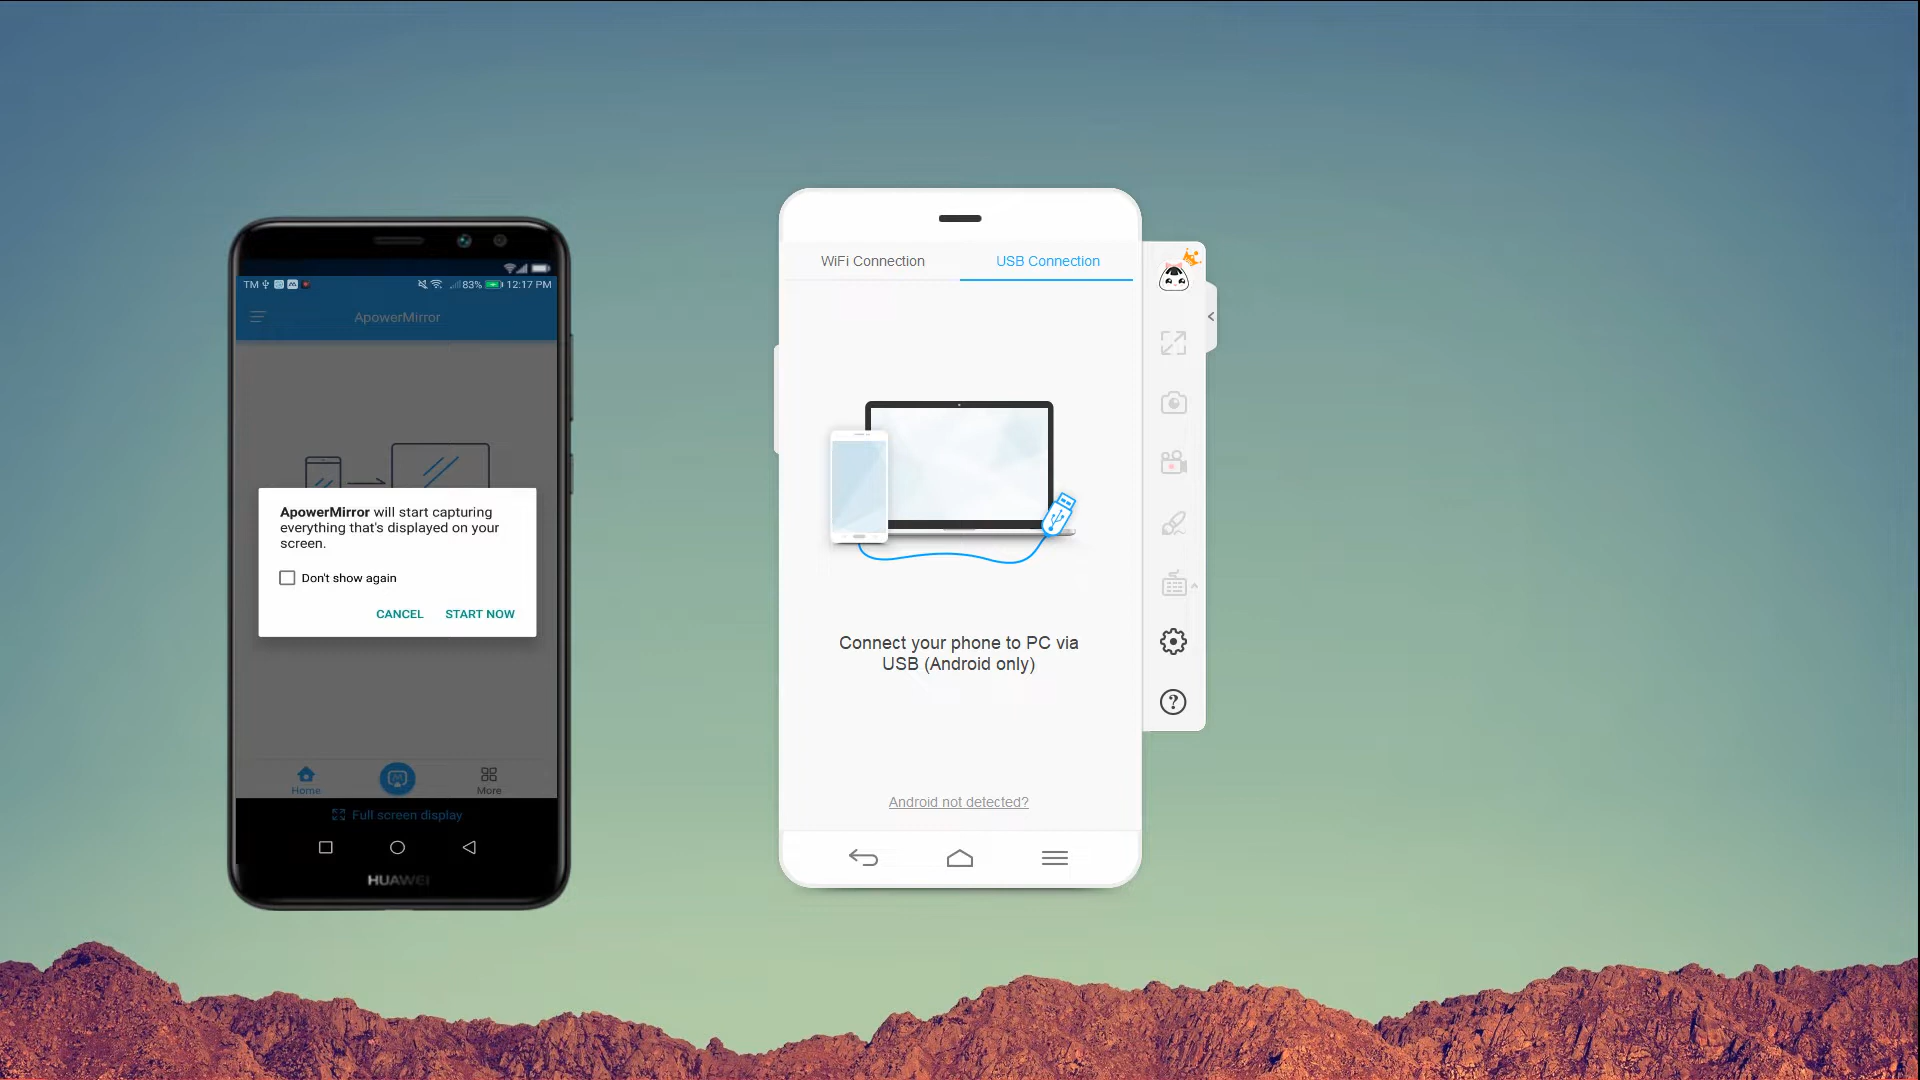 TM 83% 12:17 PM
ApowerMirror
ApowerMirror will start capturing
everything that's displayed on your
screen.
Don't show again
CANCEL START NOW
Home More
Full screen display
HUAWEI
WiFi Connection USB Connection
Connect your phone to PC via
USB (Android only)
Android not detected?